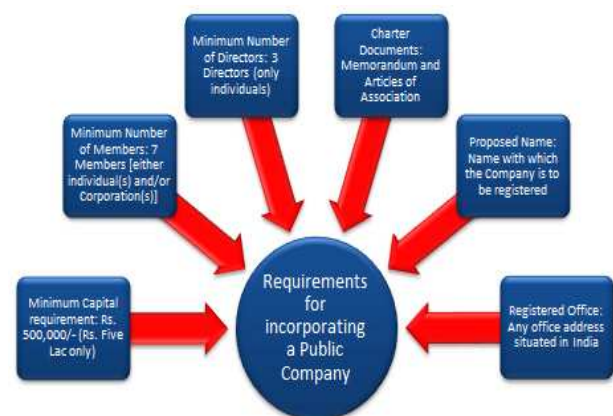 Minimum Number
of Directors: 3
Directors (only
individuals)
Charter
Documents:
Memorandum and
Articles of
Association
Minimum Number
of Members: 7
Members [either
individual(s) and/or
Corporation(s)]
Proposed Name:
Name with which
the Company is to
be registered
Minimum Capital
requirement: Rs.
500,000/- (Rs. Five
Lac only)
Requirements
for
incorporating
a Public
Company
Registered Office:
Any office address
situated in India